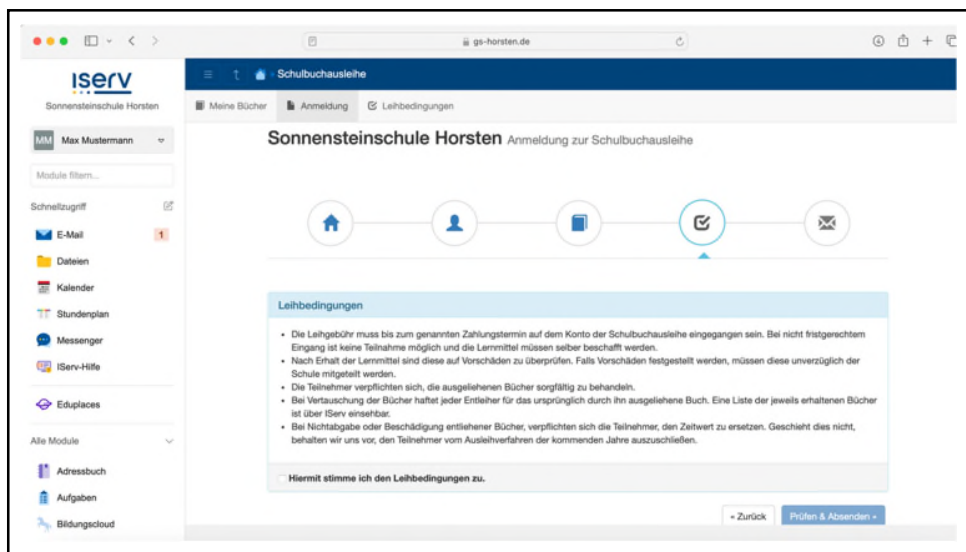 gs-horsten.de
IServ
Sonnensteinschule Horsten
MM Max Mustermann
Module filtern...
Schnellzugriff
E-Mail 1
Dateien
Kalender
Stundenplan
Messenger
IServ-Hilfe
Eduplaces
Alle Module
Adressbuch
Aufgaben
Bildungscloud
Schulbuchausleihe
Meine Bücher Anmeldung Leihbedingungen
Sonnensteinschule Horsten Anmeldung zur Schulbuchausleihe
Leihbedingungen
• Die Leihgebühr muss bis zum genannten Zahlungstermin auf dem Konto der Schulbuchausleihe eingegangen sein. Bei nicht fristgerechtem
Eingang ist keine Teilnahme möglich und die Lernmittel müssen selber beschafft werden.
• Nach Erhalt der Lernmittel sind diese auf Vorschäden zu überprüfen. Falls Vorschäden festgestellt werden, müssen diese unverzüglich der
Schule mitgeteilt werden.
• Die Teilnehmer verpflichten sich, die ausgeliehenen Bücher sorgfältig zu behandeln.
• Bei Vertauschung der Bücher haftet jeder Entleiher für das ursprünglich durch ihn ausgeliehene Buch. Eine Liste der jeweils erhaltenen Bücher
ist über IServ einsehbar.
• Bei Nichtabgabe oder Beschädigung entliehener Bücher, verpflichten sich die Teilnehmer, den Zeitwert zu ersetzen. Geschieht dies nicht,
behalten wir uns vor, den Teilnehmer vom Ausleihverfahren der kommenden Jahre auszuschließen.
Hiermit stimme ich den Leihbedingungen zu.
« Zurück Prüfen & Absenden »